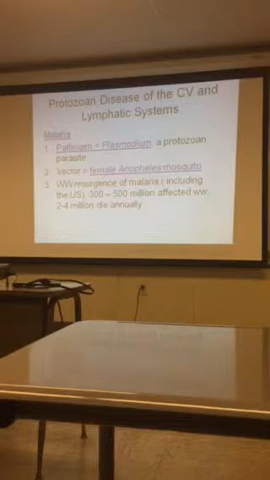 Protozoan Disease of the CV and
Lymphatic Systems
Malaria
1. Pathogen = Plasmodium, a protozoan
parasite
2. Vector = female Anopheles mosquito
3. WW resurgence of malaria ( including
the US), 300 – 500 million affected ww,
2-4 million die annually